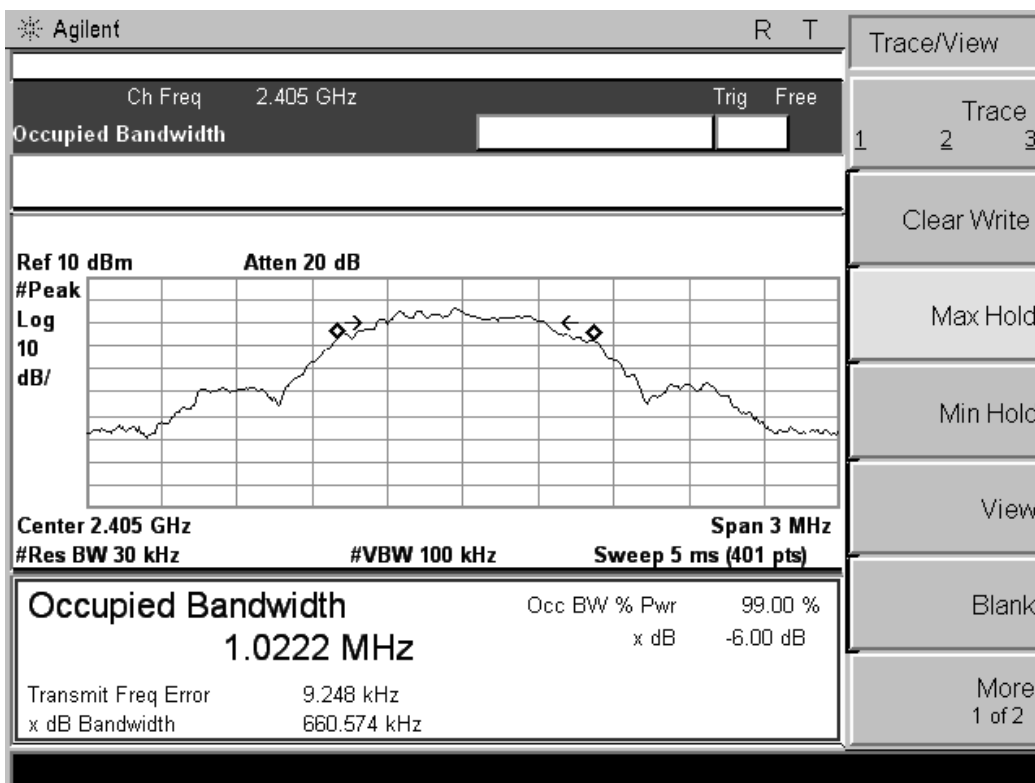 Agilent R T
Ch Freq 2.405 GHz Trig Free
Occupied Bandwidth
Ref 10 dBm Atten 20 dB
#Peak
Log
10
dB/
Center 2.405 GHz Span 3 MHz
#Res BW 30 kHz #VBW 100 kHz Sweep 5 ms (401 pts)
Occupied Bandwidth
1.0222 MHz
Occ BW % Pwr 99.00 %
x dB -6.00 dB
Transmit Freq Error 9.248 kHz
x dB Bandwidth 660.574 kHz
Trace/View
Trace
1 2 3
Clear Write
Max Hold
Min Hold
View
Blank
More
1 of 2